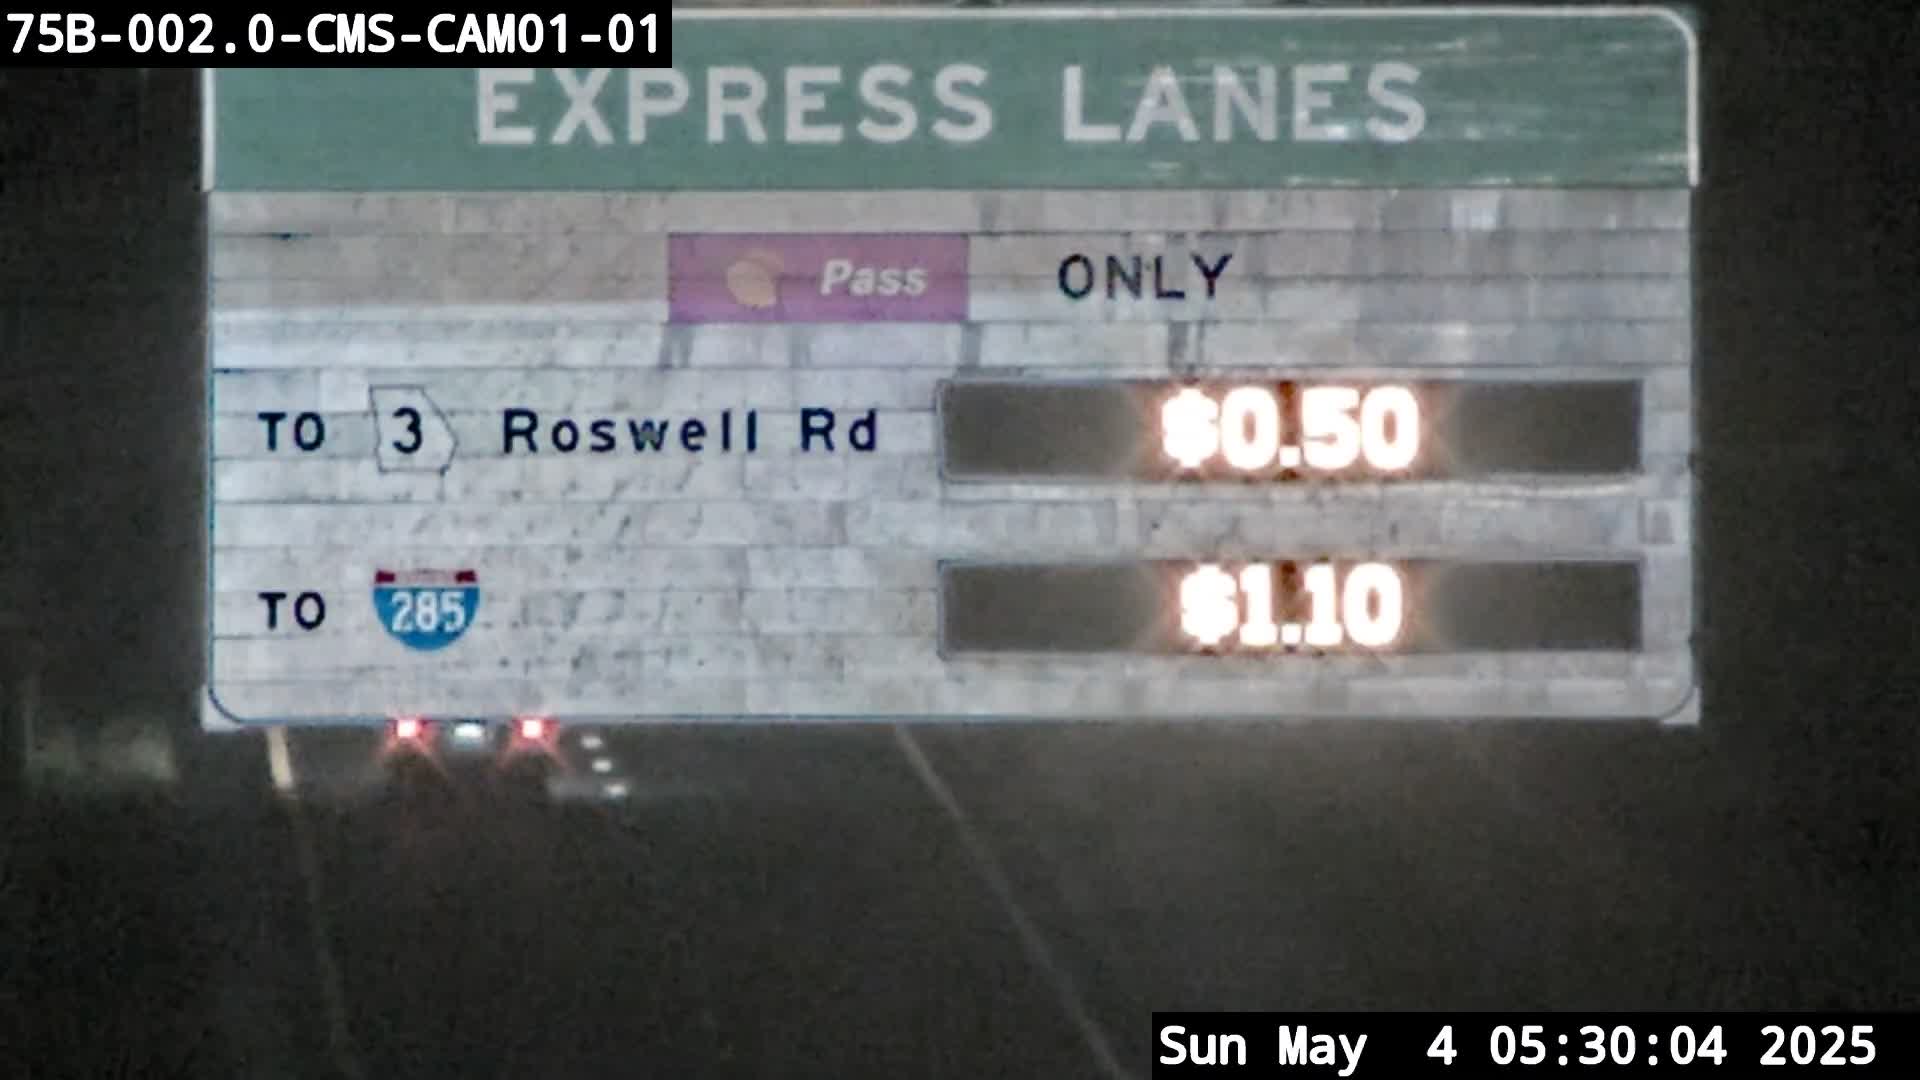 75B-002.0-CMS-CAM01-01
EXPRESS LANES
Pass ONLY
TO 3 Roswell Rd $0.50
TO 285 $1.10
Sun May 4 05:30:04 2025